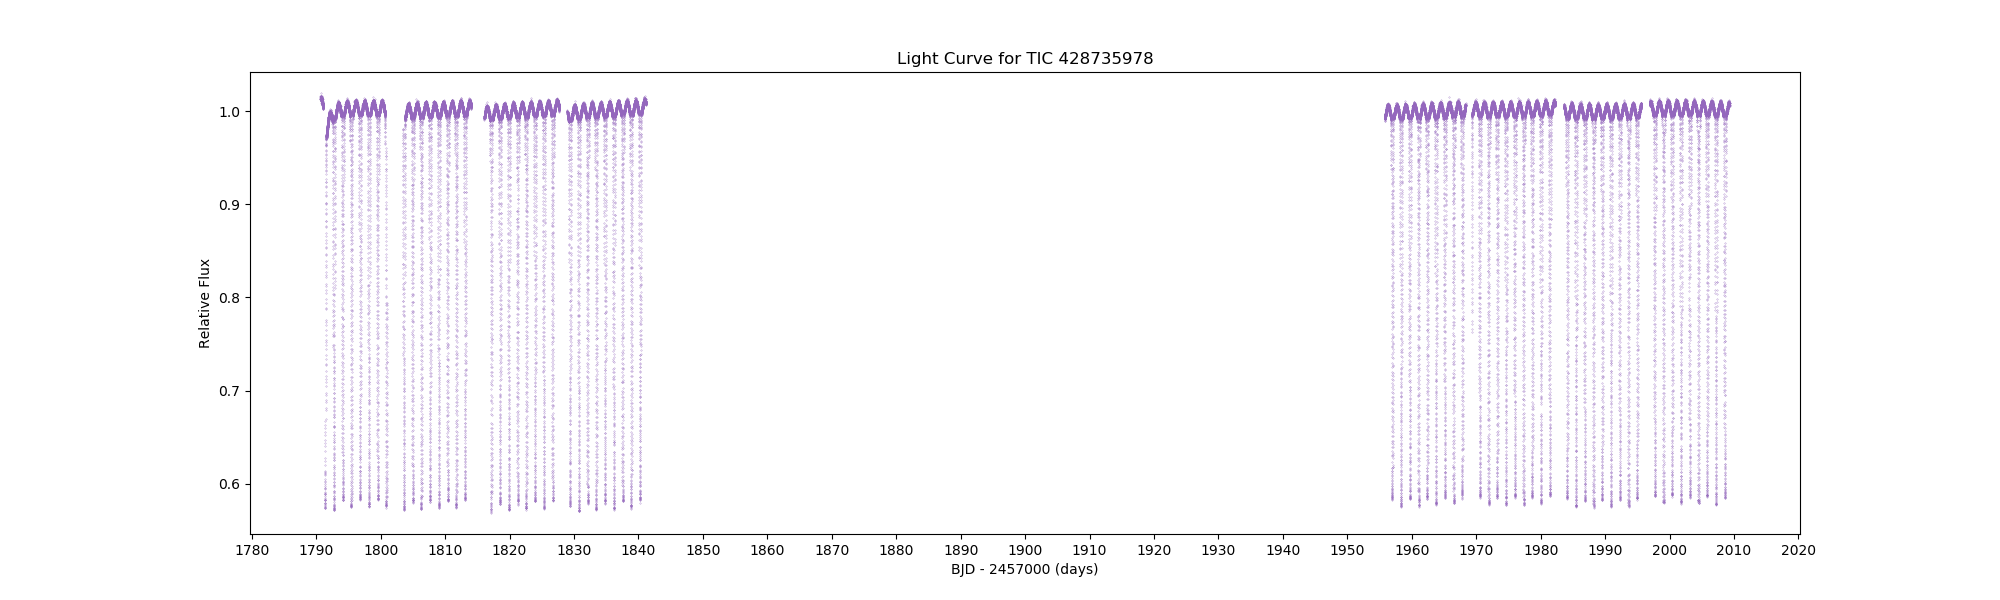 Light Curve for TIC 428735978
Relative Flux
1.0
0.9
0.8
0.7
0.6
1780 1790 1800 1810 1820 1830 1840 1850 1860 1870 1880 1890 1900 1910 1920 1930 1940 1950 1960 1970 1980 1990 2000 2010 2020
BJD - 2457000 (days)